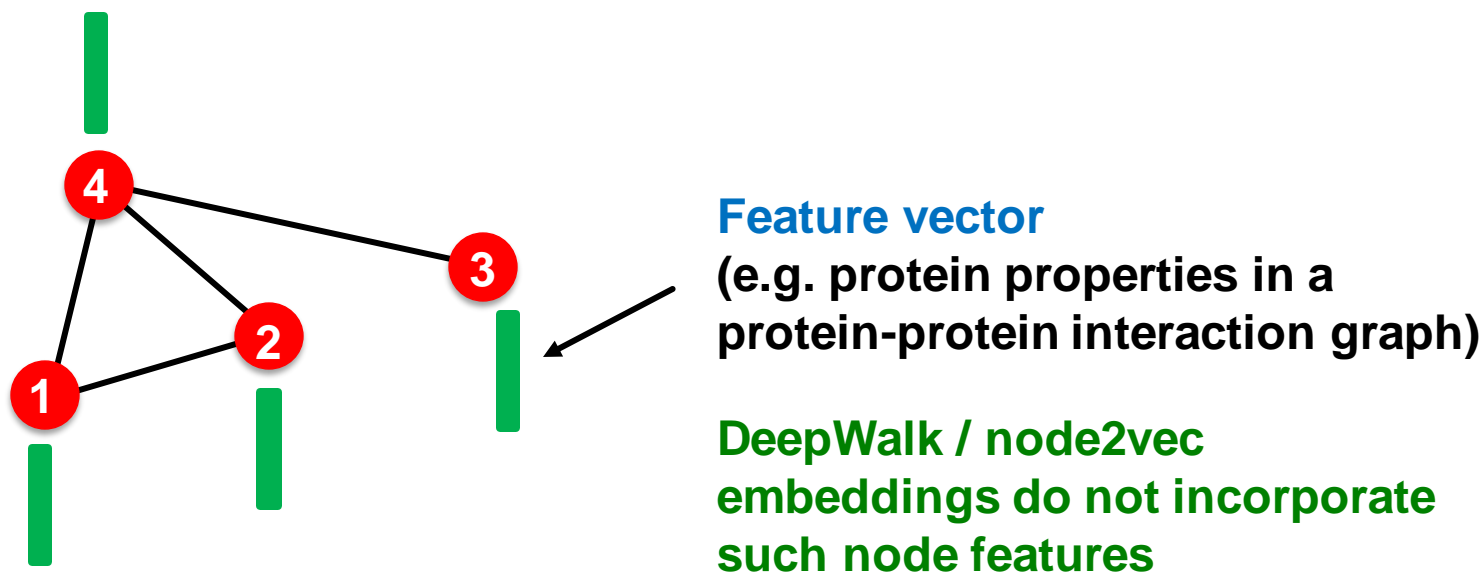 4
3
2
1
Feature vector
(e.g. protein properties in a
protein-protein interaction graph)
DeepWalk / node2vec
embeddings do not incorporate
such node features